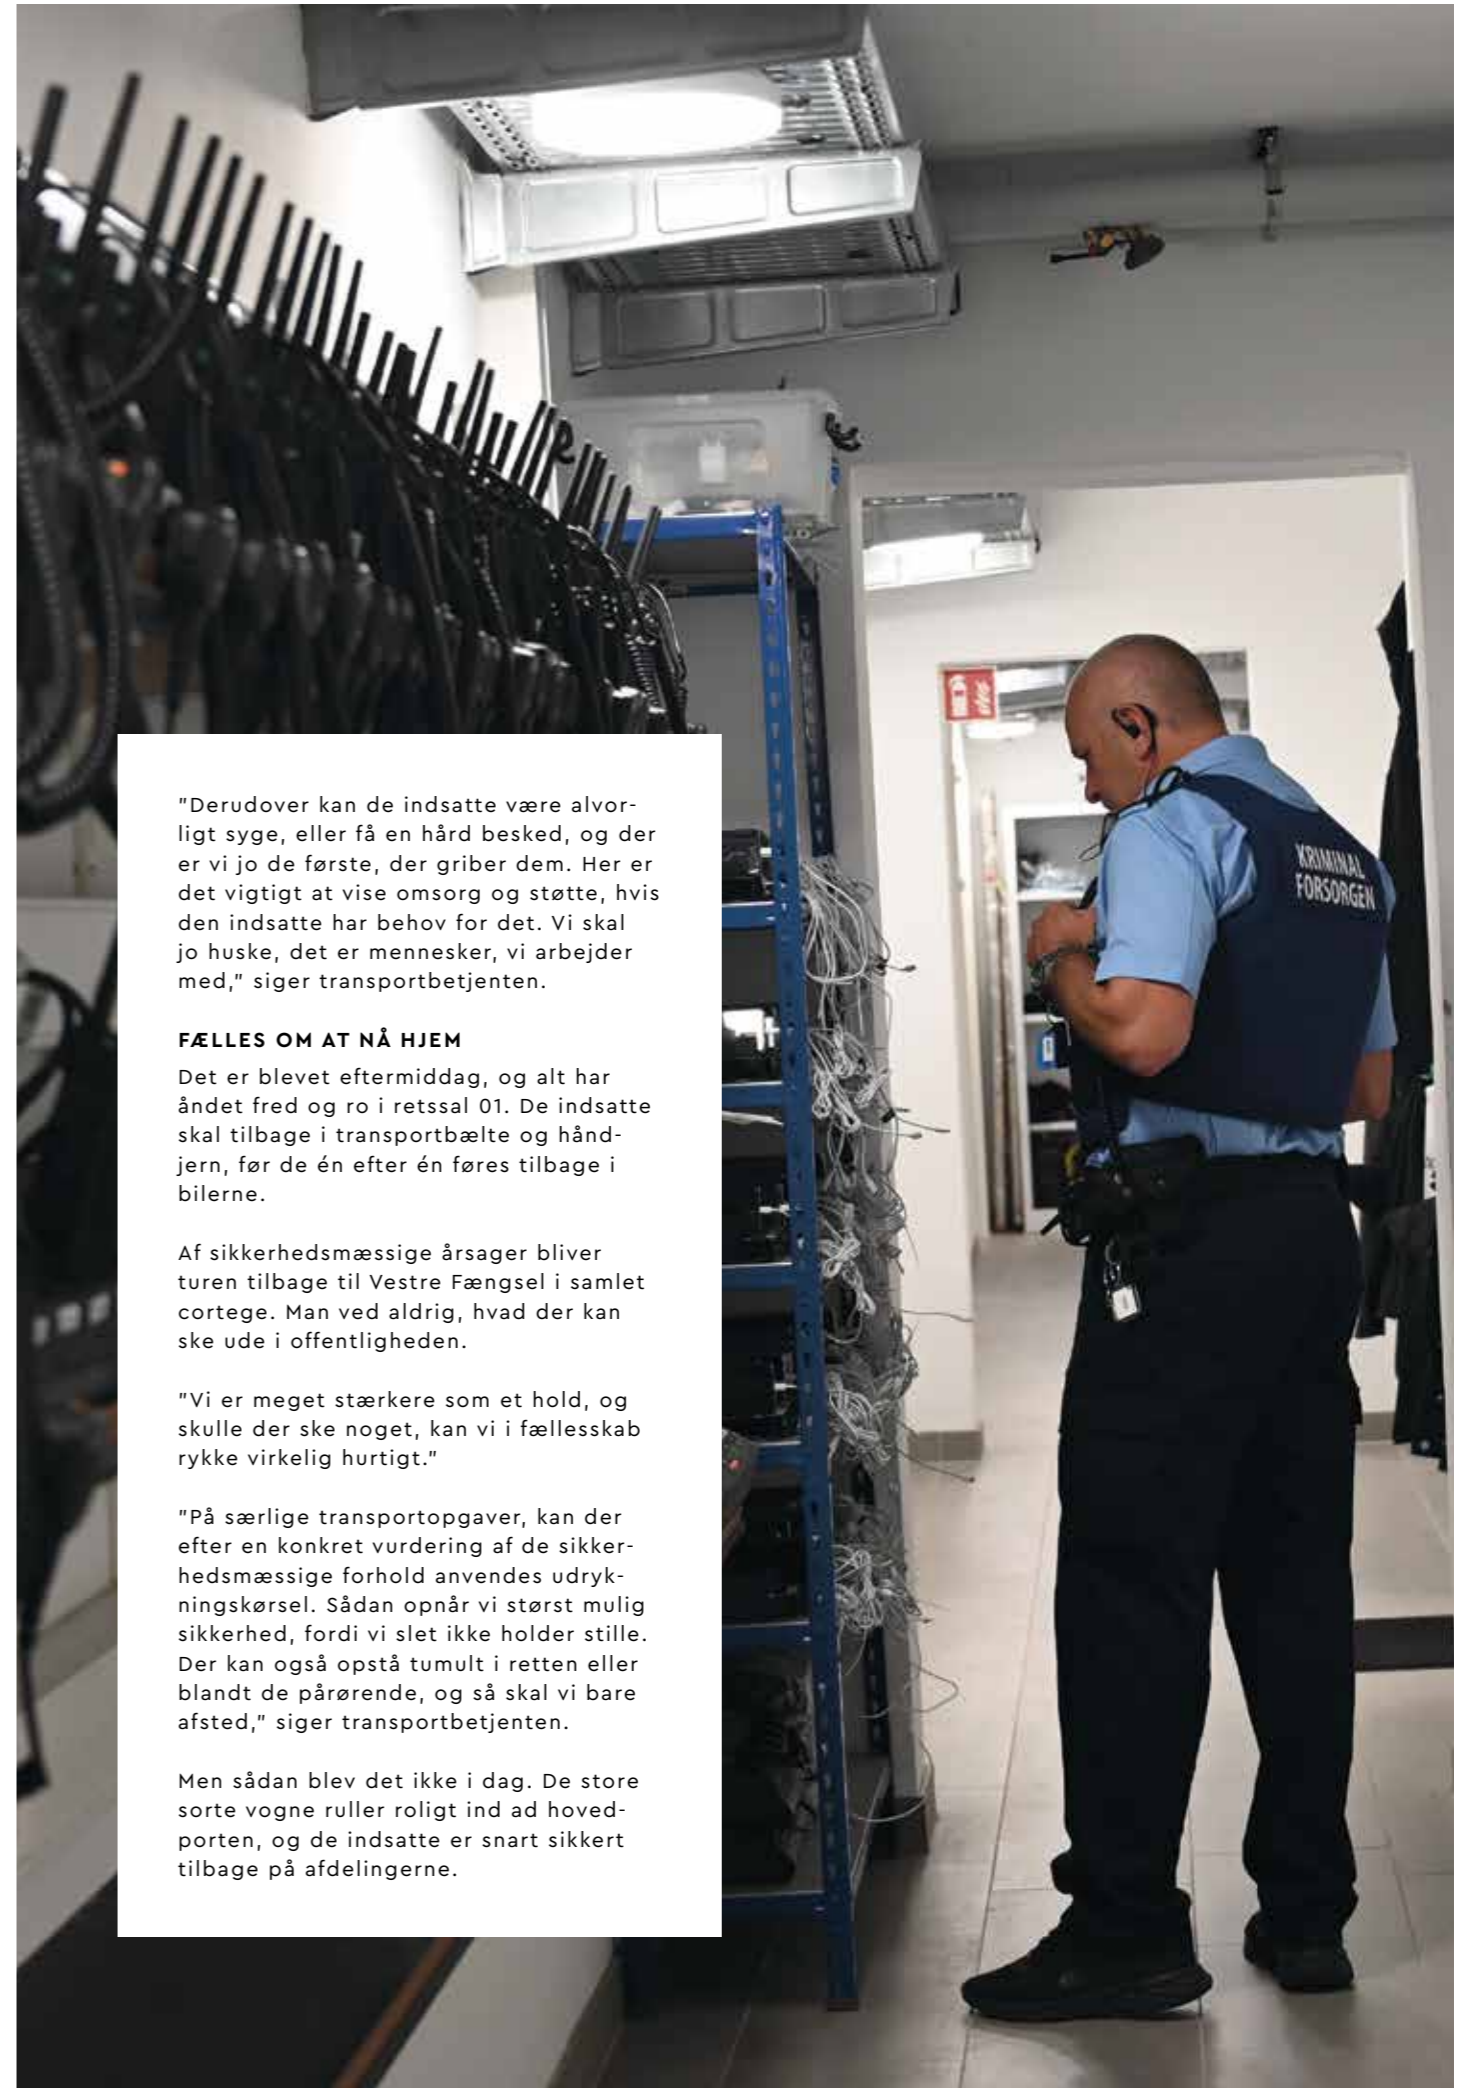 "Derudover kan de indsatte være alvor-
ligt syge, eller få en hård besked, og der
er vi jo de første, der griber dem. Her er
det vigtigt at vise omsorg og støtte, hvis
den indsatte har behov for det. Vi skal
jo huske, det er mennesker, vi arbejder
med," siger transportbetjenten.
FÆLLES OM AT NÅ HJEM
Det er blevet eftermiddag, og alt har
åndet fred og ro i retssal 01. De indsatte
skal tilbage i transportbælte og hånd-
jern, før de én efter én føres tilbage i
bilerne.
Af sikkerhedsmæssige årsager bliver
turen tilbage til Vestre Fængsel i samlet
cortege. Man ved aldrig, hvad der kan
ske ude i offentligheden.
"Vi er meget stærkere som et hold, og
skulle der ske noget, kan vi i fællesskab
rykke virkelig hurtigt."
"På særlige transportopgaver, kan der
efter en konkret vurdering af de sikker-
hedsmæssige forhold anvendes udryk-
ningskørsel. Sådan opnår vi størst mulig
sikkerhed, fordi vi slet ikke holder stille.
Der kan også opstå tumult i retten eller
blandt de pårørende, og så skal vi bare
afsted," siger transportbetjenten.
Men sådan blev det ikke i dag. De store
sorte vogne ruller roligt ind ad hoved-
porten, og de indsatte er snart sikkert
tilbage på afdelingerne.
KRIMINAL
FORSORGEN